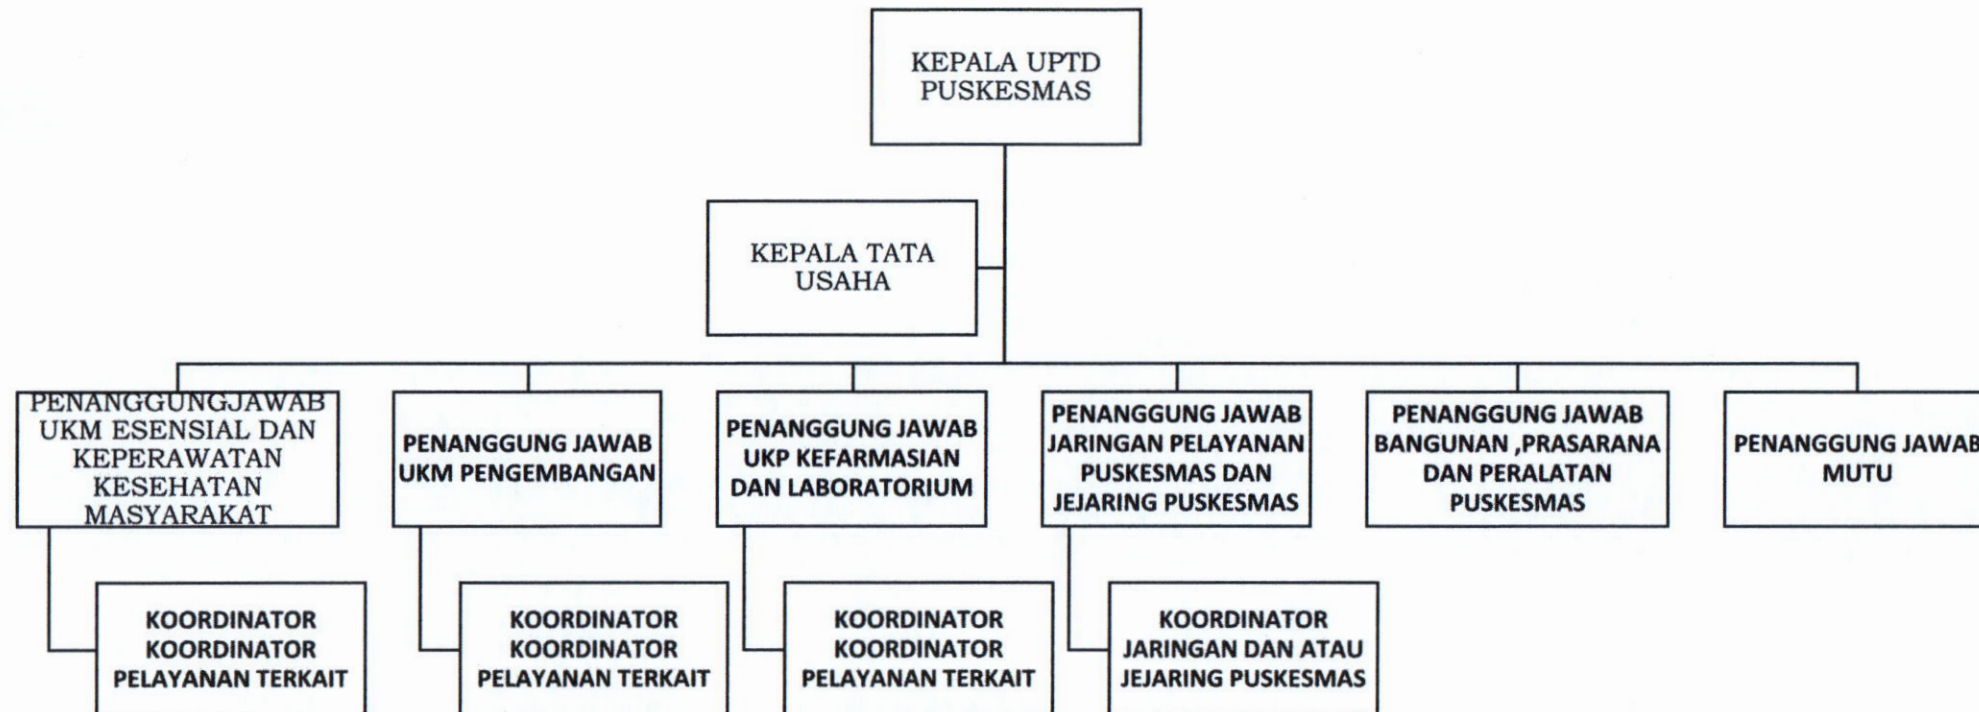 KEPALA UPTD
PUSKESMAS
KEPALA TATA
USAHA
PENANGGUNGJAWAB
UKM ESENSIAL DAN
KEPERAWATAN
KESEHATAN
MASYARAKAT
PENANGGUNG JAWAB
UKM PENGEMBANGAN
PENANGGUNG JAWAB
UKP KEFARMASIAN
DAN LABORATORIUM
PENANGGUNG JAWAB
JARINGAN PELAYANAN
PUSKESMAS DAN
JEJARING PUSKESMAS
PENANGGUNG JAWAB
BANGUNAN ,PRASARANA
DAN PERALATAN
PUSKESMAS
PENANGGUNG JAWAB
MUTU
KOORDINATOR
KOORDINATOR
PELAYANAN TERKAIT
KOORDINATOR
KOORDINATOR
PELAYANAN TERKAIT
KOORDINATOR
KOORDINATOR
PELAYANAN TERKAIT
KOORDINATOR
JARINGAN DAN ATAU
JEJARING PUSKESMAS